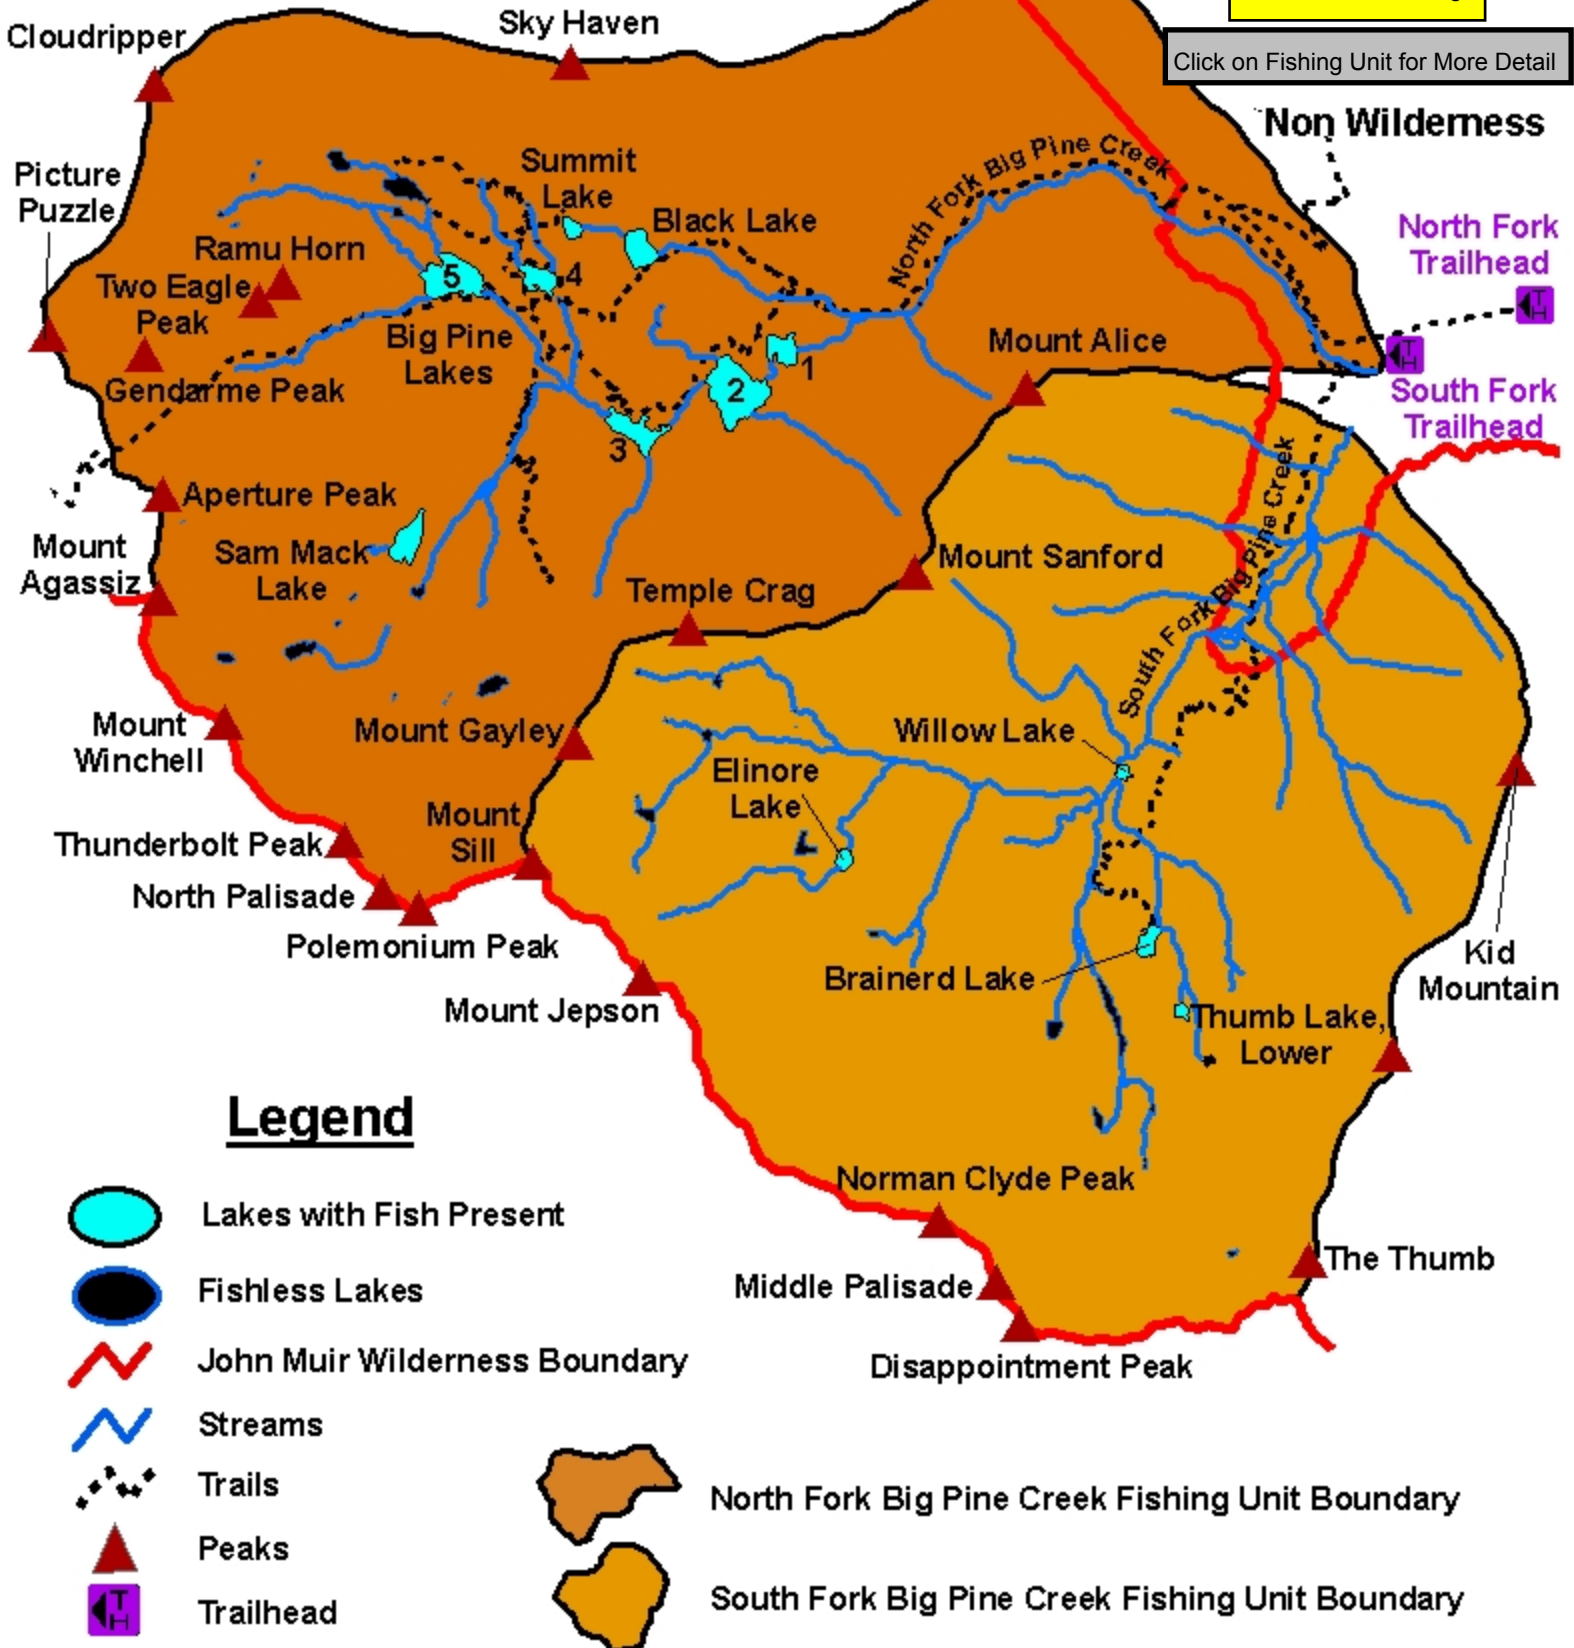 Sky Haven
Cloudripper
Click on Fishing Unit for More Detail
Non Wilderness
North Fork Big Pine Creek
Summit
Lake
Picture
Puzzle
Black Lake
North Fork
Trailhead
Ramu Horn
Two Eagle
Peak
5
4
Big Pine
Lakes
Mount Alice
1
Gendarme Peak
2
South Fork
Trailhead
3
TH
TH
Aperture Peak
Mount
Agassiz
Sam Mack
Lake
Mount Sanford
Temple Crag
South Fork Big Pine Creek
Mount
Winchell
Mount Gayley
Willow Lake
Elinore
Lake
Mount
Sill
Thunderbolt Peak
North Palisade
Polemonium Peak
Brainerd Lake
Kid
Mountain
Mount Jepson
Thumb Lake,
Lower
Norman Clyde Peak
The Thumb
Middle Palisade
Disappointment Peak
Legend
Lakes with Fish Present
Fishless Lakes
John Muir Wilderness Boundary
Streams
Trails
Peaks
TH
Trailhead
North Fork Big Pine Creek Fishing Unit Boundary
South Fork Big Pine Creek Fishing Unit Boundary